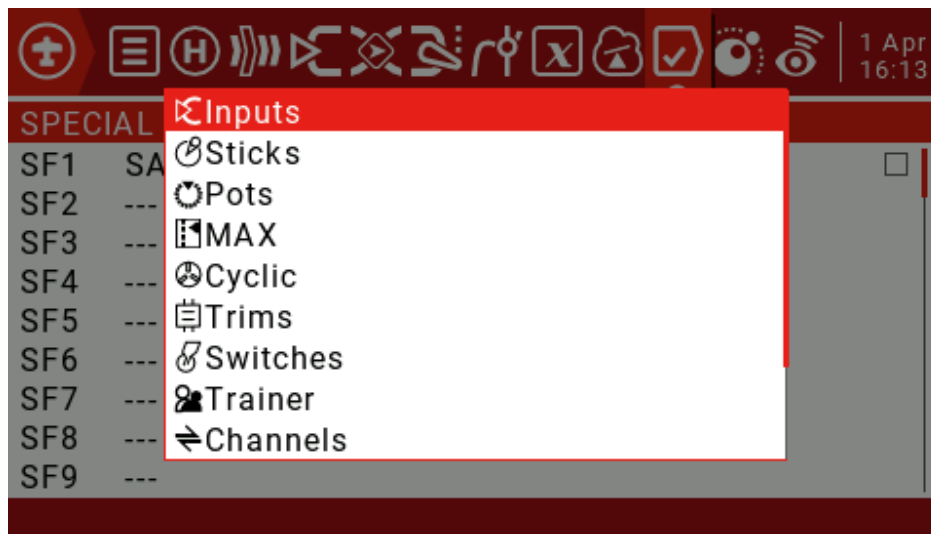 1 Apr
16:13
SPECIAL
Inputs
SF1 SA
Sticks
SF2 ---
Pots
SF3 ---
MAX
SF4 ---
Cyclic
SF5 ---
Trims
SF6 ---
Switches
SF7 ---
Trainer
SF8 ---
Channels
SF9 ---